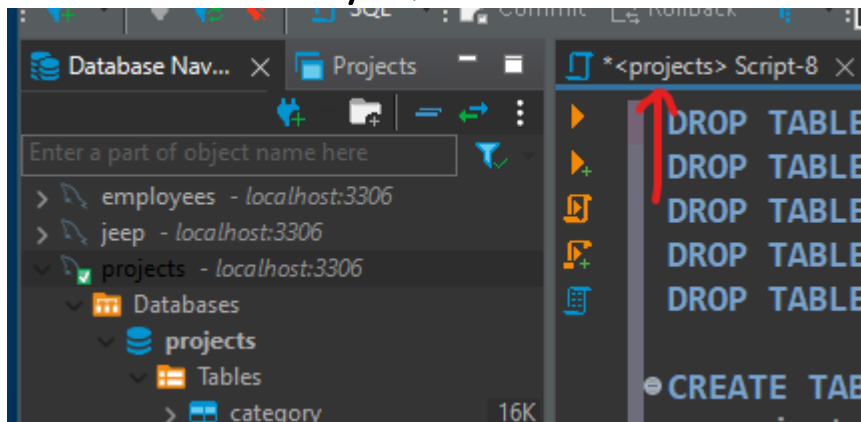 SQL
Commit
Rollback
Database Nav...
Projects
*<projects> Script-8
Enter a part of object name here
employees - localhost:3306
jeep - localhost:3306
projects - localhost:3306
Databases
projects
Tables
category 16K
DROP TABLE
DROP TABLE
DROP TABLE
DROP TABLE
DROP TABLE
CREATE TAB